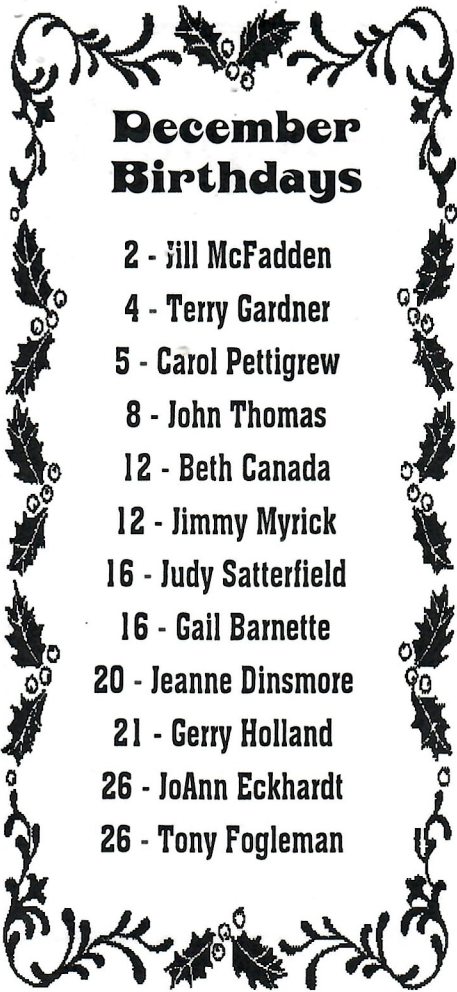 December
Birthdays
2 - Jill McFadden
4 - Terry Gardner
5 - Carol Pettigrew
8 - John Thomas
12 - Beth Canada
12 - Jimmy Myrick
16 - Judy Satterfield
16 - Gail Barnette
20 - Jeanne Dinsmore
21 - Gerry Holland
26 - JoAnn Eckhardt
26 - Tony Fogleman